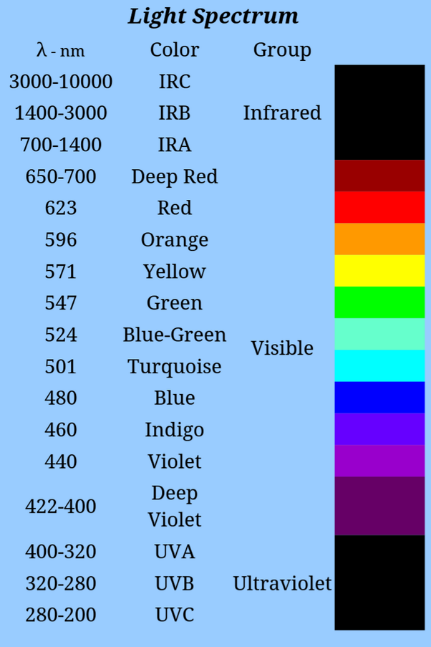 Light Spectrum
λ - nm Color Group
3000-10000 IRC
1400-3000 IRB Infrared
700-1400 IRA
650-700 Deep Red
623 Red
596 Orange
571 Yellow
547 Green
524 Blue-Green
Visible
501 Turquoise
480 Blue
460 Indigo
440 Violet
422-400 Deep
Violet
400-320 UVA
320-280 UVB Ultraviolet
280-200 UVC